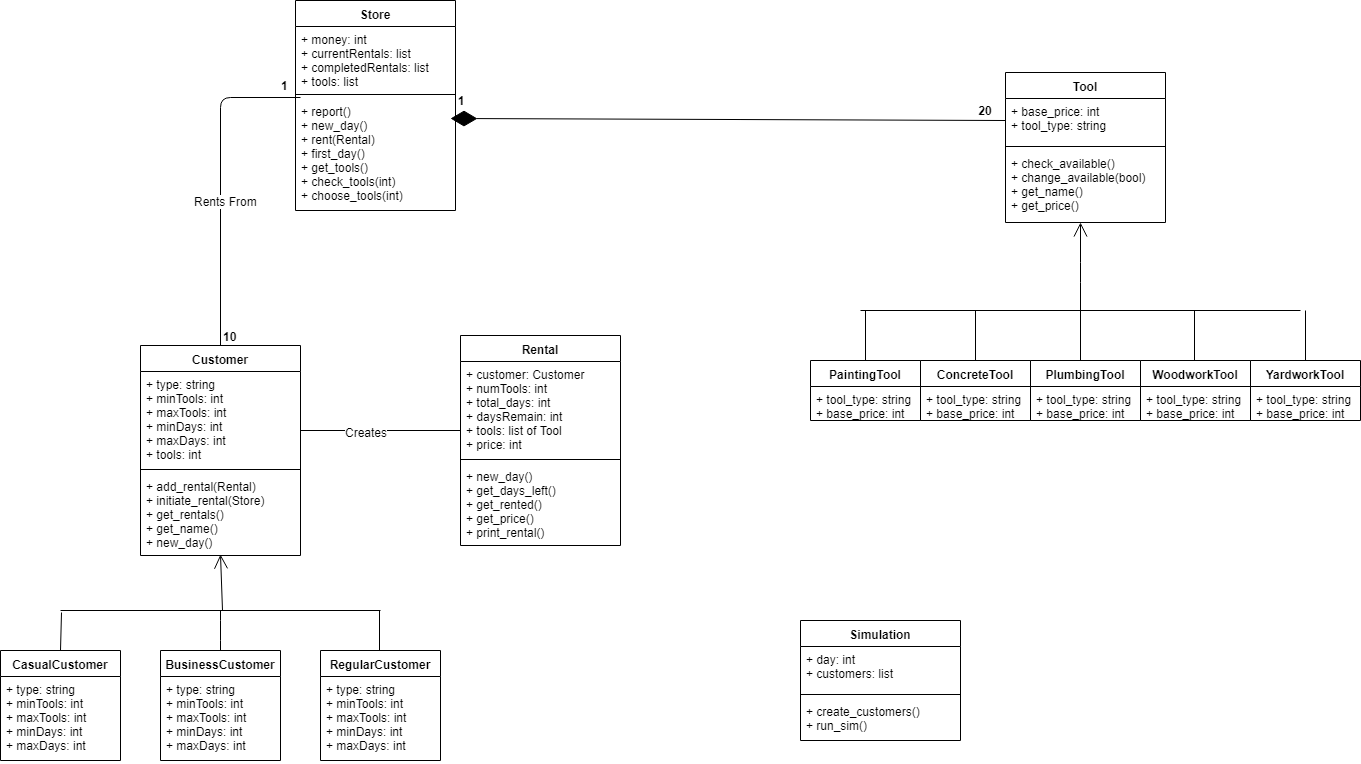 Store
+ money: int
+ currentRentals: list
+ completedRentals: list
+ tools: list
+ report()
+ new_day()
+ rent(Rental)
+ first_day()
+ get_tools()
+ check_tools(int)
+ choose_tools(int)
1
1
20
Tool
+ base_price: int
+ tool_type: string
+ check_available()
+ change_available(bool)
+ get_name()
+ get_price()
Rents From
10
Customer
+ type: string
+ minTools: int
+ maxTools: int
+ minDays: int
+ maxDays: int
+ tools: int
+ add_rental(Rental)
+ initiate_rental(Store)
+ get_rentals()
+ get_name()
+ new_day()
Creates
Rental
+ customer: Customer
+ numTools: int
+ total_days: int
+ daysRemain: int
+ tools: list of Tool
+ price: int
+ new_day()
+ get_days_left()
+ get_rented()
+ get_price()
+ print_rental()
PaintingTool
+ tool_type: string
+ base_price: int
ConcreteTool
+ tool_type: string
+ base_price: int
PlumbingTool
+ tool_type: string
+ base_price: int
WoodworkTool
+ tool_type: string
+ base_price: int
YardworkTool
+ tool_type: string
+ base_price: int
CasualCustomer
+ type: string
+ minTools: int
+ maxTools: int
+ minDays: int
+ maxDays: int
BusinessCustomer
+ type: string
+ minTools: int
+ maxTools: int
+ minDays: int
+ maxDays: int
RegularCustomer
+ type: string
+ minTools: int
+ maxTools: int
+ minDays: int
+ maxDays: int
Simulation
+ day: int
+ customers: list
+ create_customers()
+ run_sim()